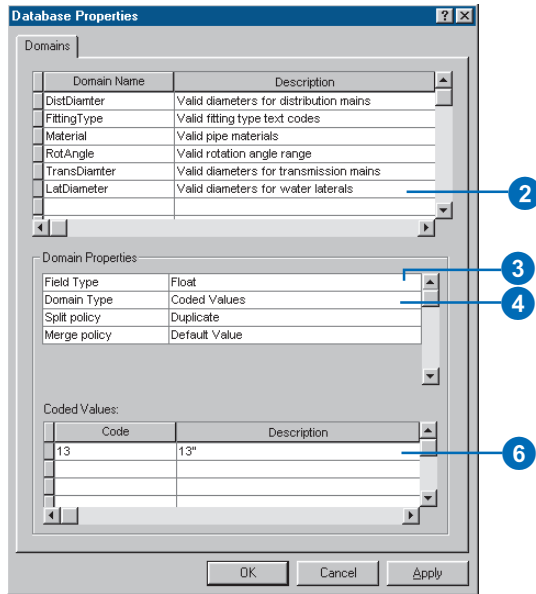 Database Properties
Domains
Domain Name Description
DistDiamter Valid diameters for distribution mains
FittingType Valid fitting type text codes
Material Valid pipe materials
RotAngle Valid rotation angle range
TransDiamter Valid diameters for transmission mains
LatDiameter Valid diameters for water laterals
2
Domain Properties
3
Field Type Float
Domain Type Coded Values
4
Split policy Duplicate
Merge policy Default Value
Coded Values:
Code Description
13 13"
6
OK Cancel Apply